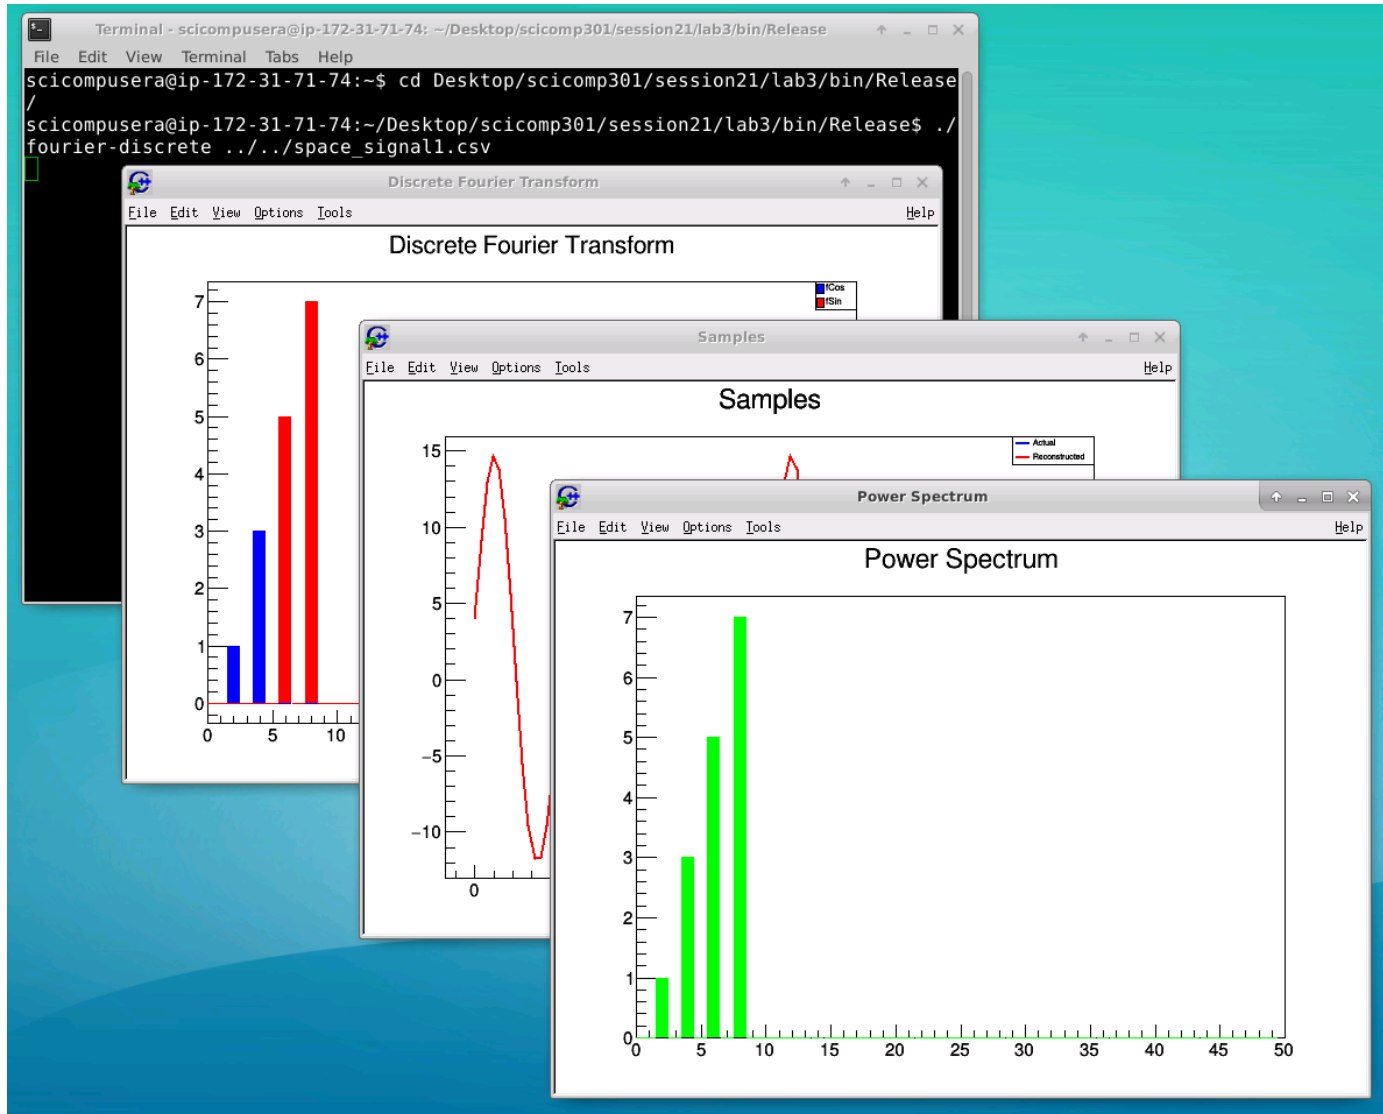 Terminal - scicompusera@ip-172-31-71-74: ~/Desktop/scicomp301/session21/lab3/bin/Release
File Edit View Terminal Tabs Help
scicompusera@ip-172-31-71-74:~$ cd Desktop/scicomp301/session21/lab3/bin/Release
/
scicompusera@ip-172-31-71-74:~/Desktop/scicomp301/session21/lab3/bin/Release$ ./
fourier-discrete ../../space_signal1.csv
Discrete Fourier Transform
File Edit View Options Tools Help
Discrete Fourier Transform
fCos
fSin
7
6
5
4
3
2
1
0
0 5 10
Samples
File Edit View Options Tools Help
Samples
Actual
Reconstructed
15
10
5
0
−5
−10
0
Power Spectrum
File Edit View Options Tools Help
Power Spectrum
7
6
5
4
3
2
1
0
0 5 10 15 20 25 30 35 40 45 50